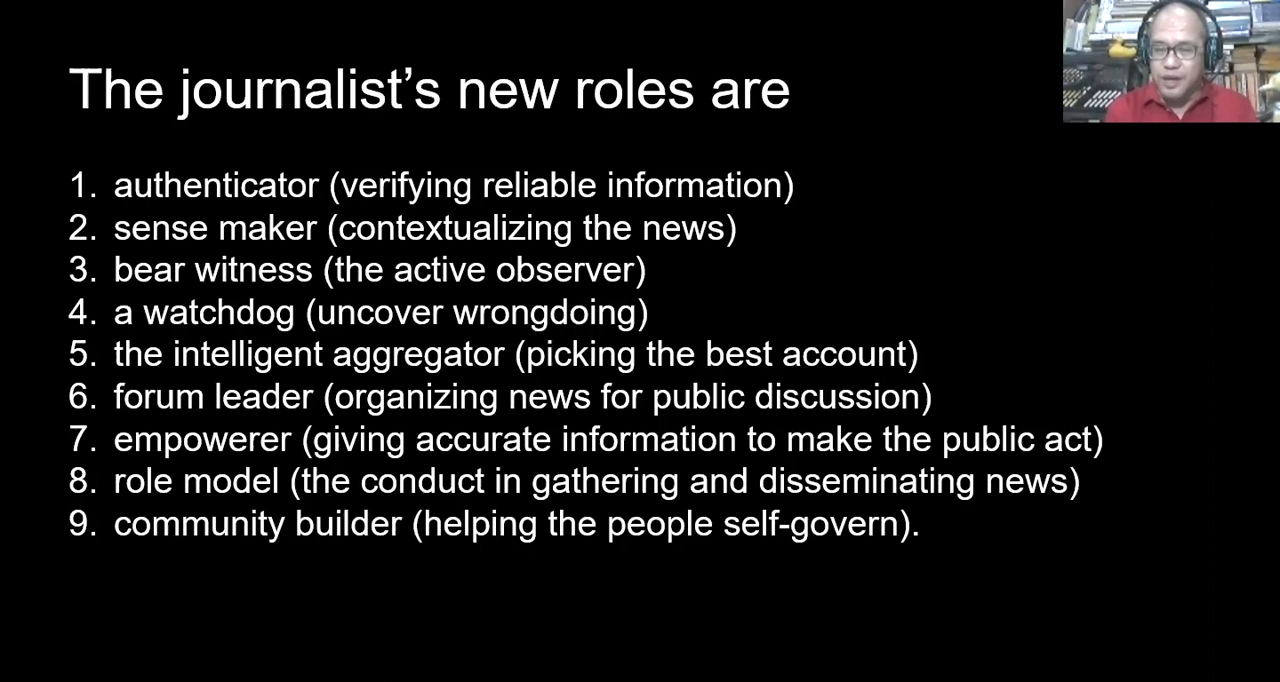 The journalist’s new roles are
1. authenticator (verifying reliable information)
2. sense maker (contextualizing the news)
3. bear witness (the active observer)
4. a watchdog (uncover wrongdoing)
5. the intelligent aggregator (picking the best account)
6. forum leader (organizing news for public discussion)
7. empowerer (giving accurate information to make the public act)
8. role model (the conduct in gathering and disseminating news)
9. community builder (helping the people self-govern).